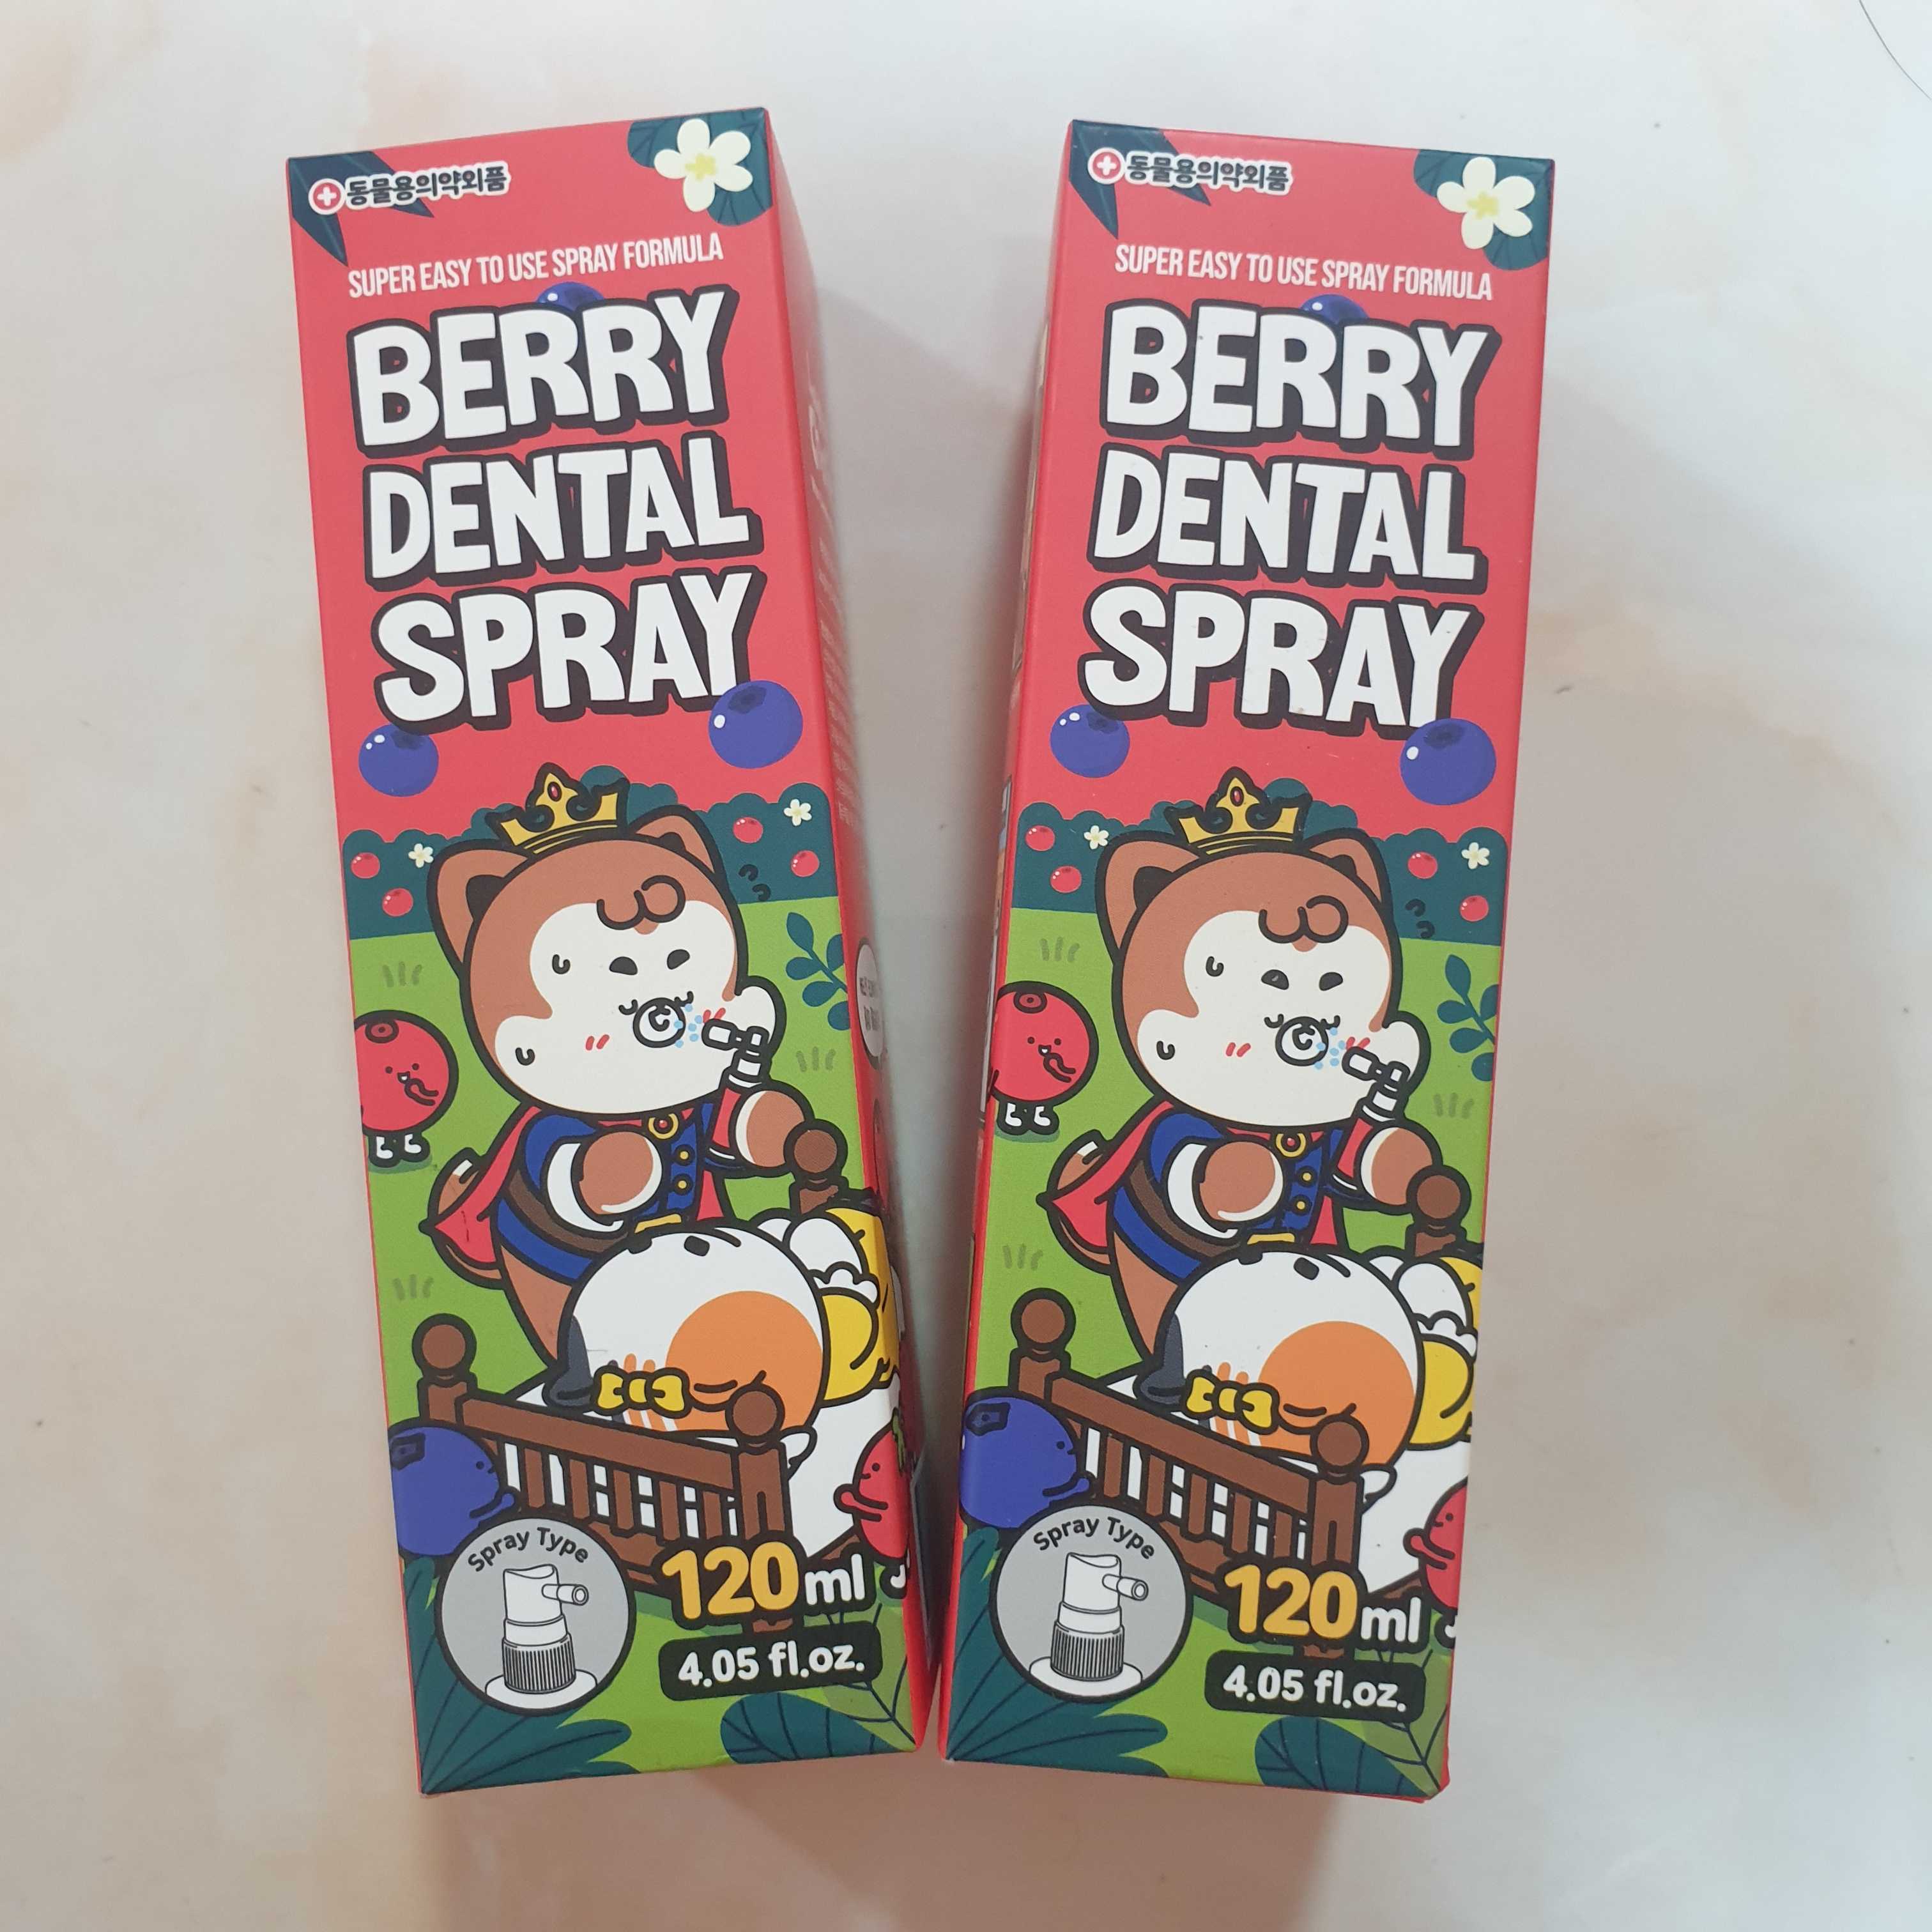 동물용의약외품
SUPER EASY TO USE SPRAY FORMULA
BERRY
DENTAL
SPRAY
Spray Type
120ml
4.05 fl.oz.
동물용의약외품
SUPER EASY TO USE SPRAY FORMULA
BERRY
DENTAL
SPRAY
Spray Type
120ml
4.05 fl.oz.